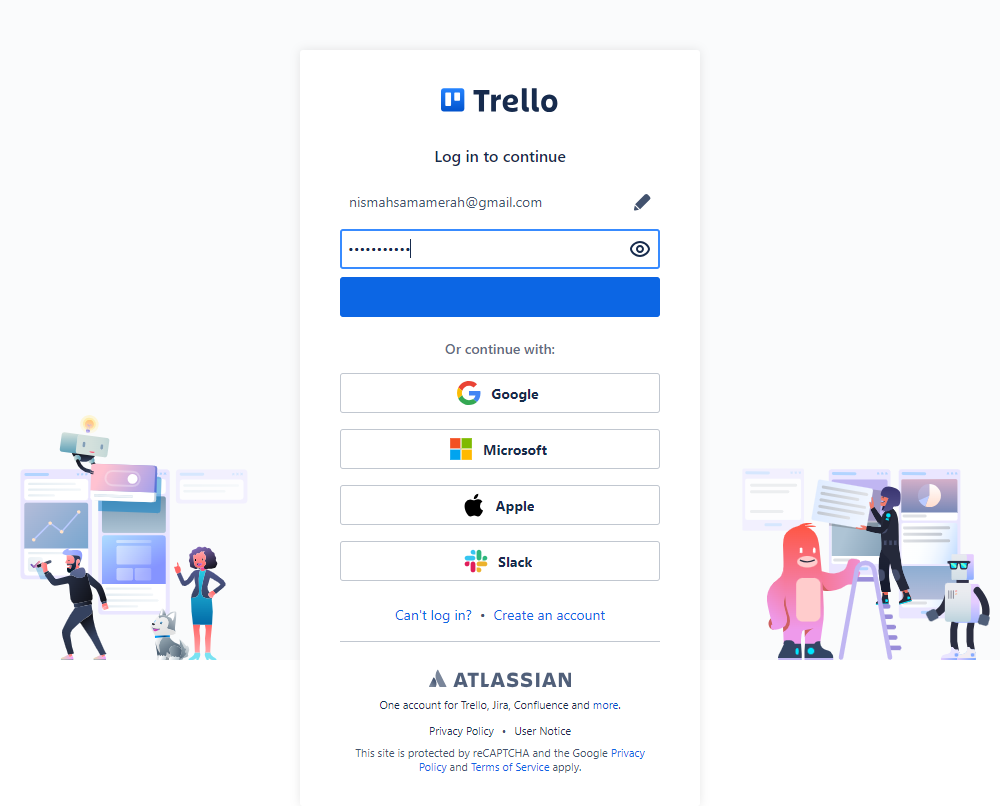 Trello
Log in to continue
nismahsamamerah@gmail.com
•••••••••••
Or continue with:
Google
Microsoft
Apple
Slack
Can't log in? • Create an account
ATLASSIAN
One account for Trello, Jira, Confluence and more.
Privacy Policy • User Notice
This site is protected by reCAPTCHA and the Google Privacy
Policy and Terms of Service apply.